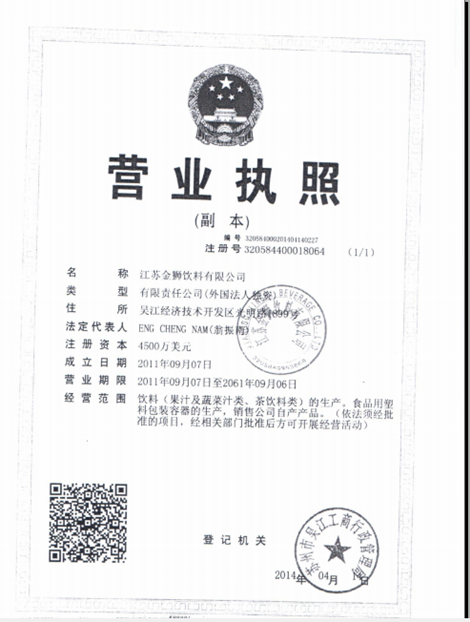 营业执照
(副 本)
编 号 320584000201404140227
注册号 320584000018064 (1/1)
名 称 江苏金狮饮料有限公司
类 型 有限责任公司(外国法人独资)
住 所 吴江经济技术开发区光明路1899号
法定代表人 ENG CHENG NAM(翁振南)
注册资本 4500万美元
成立日期 2011年09月07日
营业期限 2011年09月07日至2061年09月06日
经营范围 饮料（果汁及蔬菜汁类、茶饮料类）的生产。食品用塑
料包装容器的生产，销售公司自产产品。（依法须经批
准的项目，经相关部门批准后方可开展经营活动）
BEVERAGE CO.,LTD
登记机关
苏州市吴江工商行政管理局
2014年 04月 日